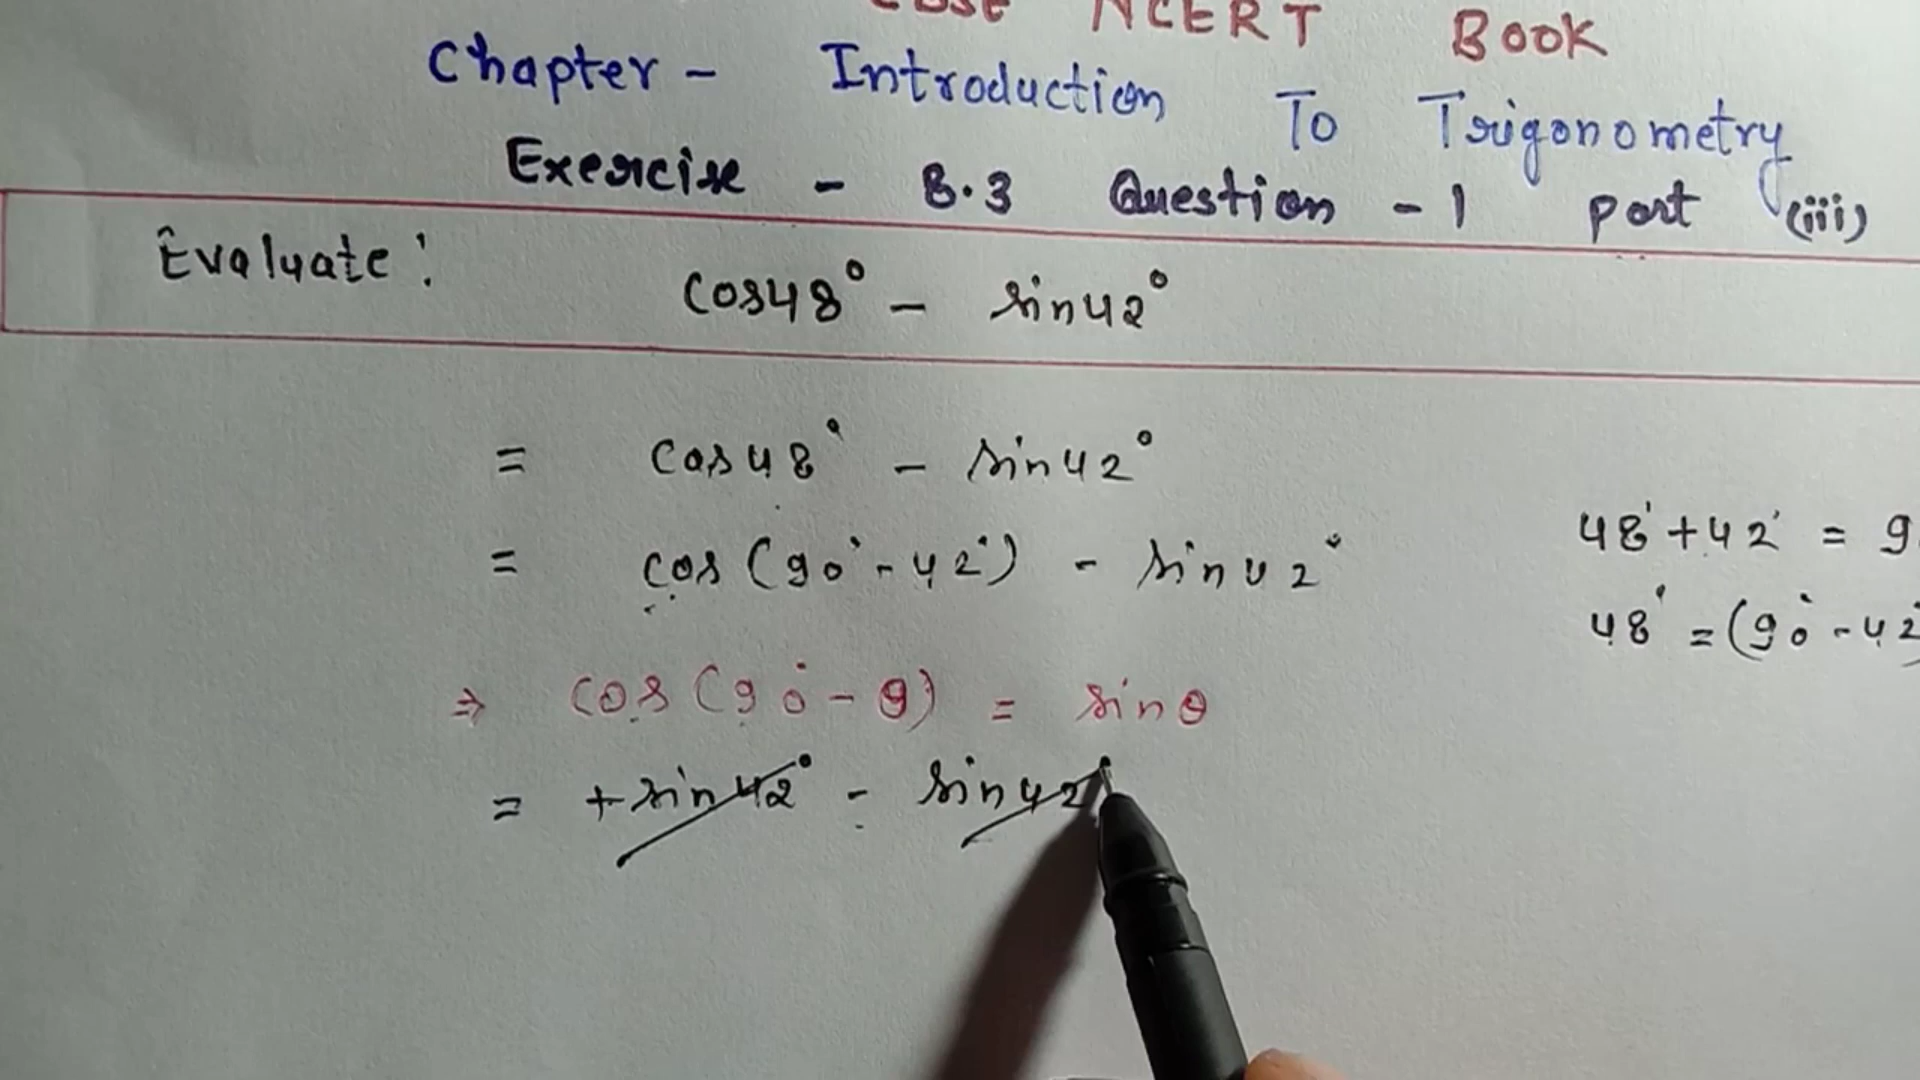 CBSE NCERT Book
Chapter - Introduction To Trigonometry
Exercise - 8.3 Question - 1 part (iii)
Evaluate: cos48° - sin42°
= cos48° - sin42°
= cos(90° - 42°) - sin42°
48° + 42° = 9
48° = (90° - 42
⇒ cos(90° - θ) = sinθ
= + sin42° - sin42°